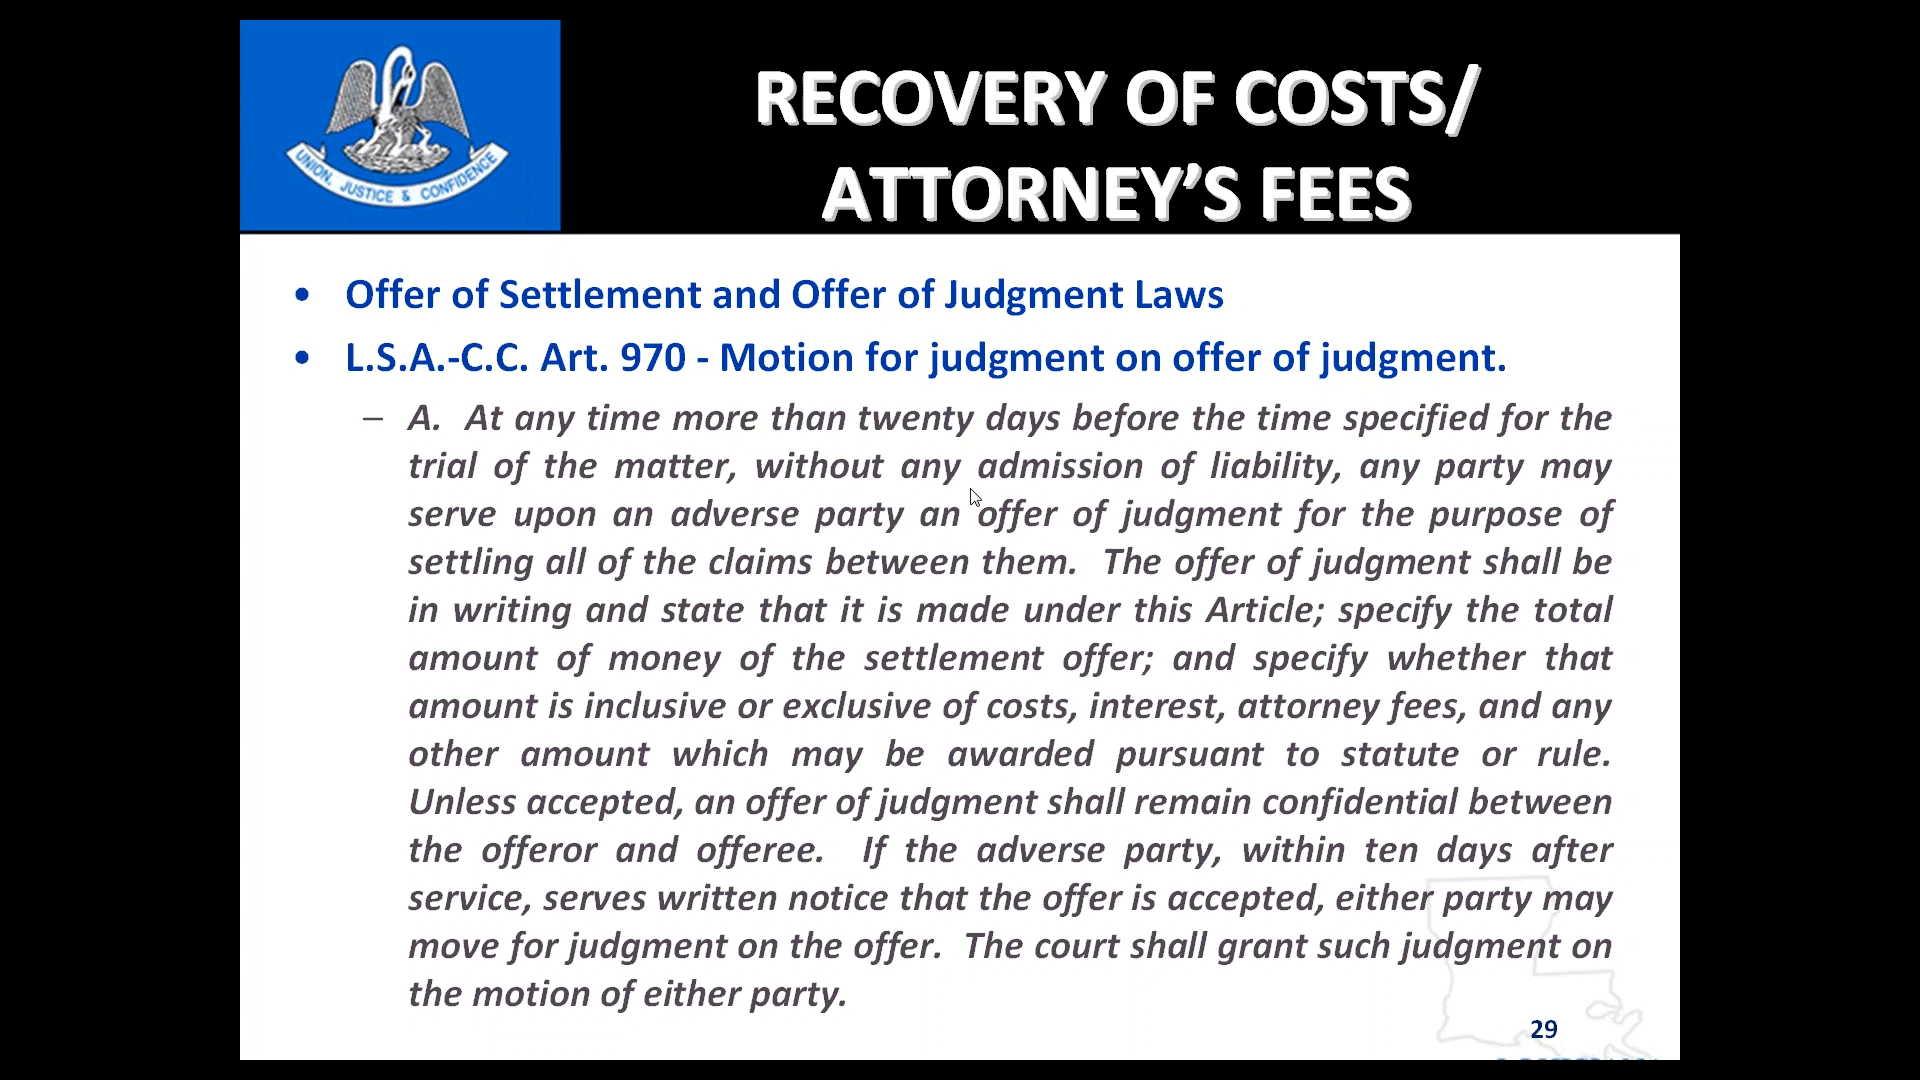 UNION, JUSTICE & CONFIDENCE
RECOVERY OF COSTS/
ATTORNEY’S FEES
• Offer of Settlement and Offer of Judgment Laws
• L.S.A.-C.C. Art. 970 - Motion for judgment on offer of judgment.
– A. At any time more than twenty days before the time specified for the
trial of the matter, without any admission of liability, any party may
serve upon an adverse party an offer of judgment for the purpose of
settling all of the claims between them. The offer of judgment shall be
in writing and state that it is made under this Article; specify the total
amount of money of the settlement offer; and specify whether that
amount is inclusive or exclusive of costs, interest, attorney fees, and any
other amount which may be awarded pursuant to statute or rule.
Unless accepted, an offer of judgment shall remain confidential between
the offeror and offeree. If the adverse party, within ten days after
service, serves written notice that the offer is accepted, either party may
move for judgment on the offer. The court shall grant such judgment on
the motion of either party.
29